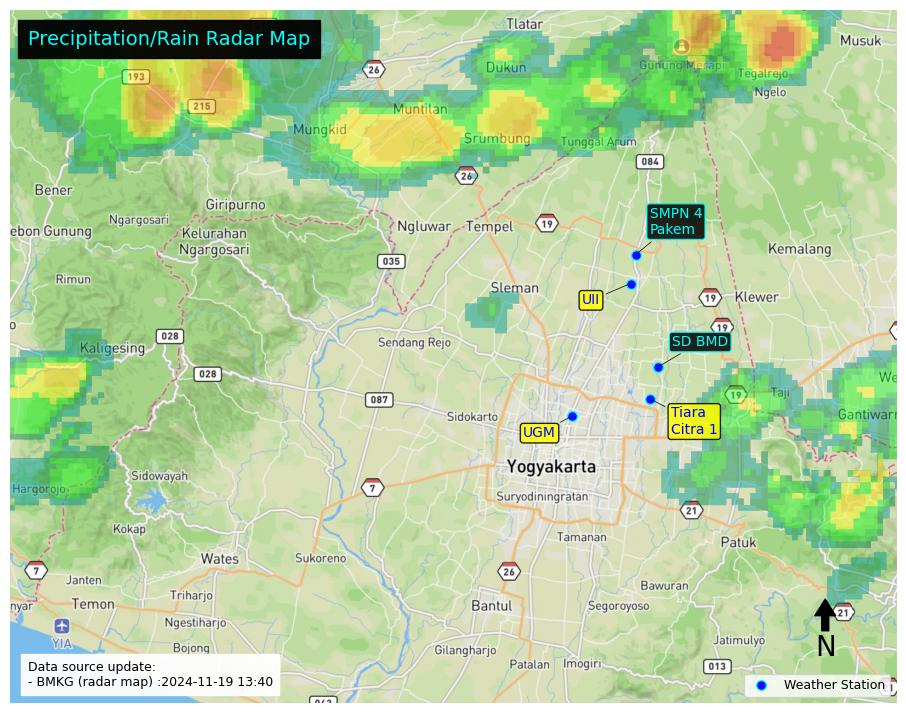 Precipitation/Rain Radar Map
Tlatar
Musuk
26
Dukun
Gunung Merapi
Tegalrejo
Ngelo
193
215
Muntilan
Mungkid
Srumbung
Tunggal Arum
084
26
Bener
Giripurno
Ngargosari
ebon Gunung
Kelurahan
Ngargosari
Ngluwar
Tempel
19
SMPN 4
Pakem
Kemalang
035
Rimun
UII
Sleman
19
Klewer
19
028
Sendang Rejo
SD BMD
Kaligesing
028
087
19
Taji
We
Sidokarto
Tiara
Citra 1
Gantiwarn
UGM
Yogyakarta
Sidowayah
Hargorojo
7
Suryodiningratan
21
Kokap
Tamanan
Patuk
Wates
Sukoreno
7
26
Janten
Bawuran
Temon
Triharjo
Bantul
Segoroyoso
21
nyar
Ngestiharjo
YIA
Bojong
Gilangharjo
Jatimulyo
N
Patalan
Imogiri
013
Data source update:
- BMKG (radar map) :2024-11-19 13:40
Weather Station